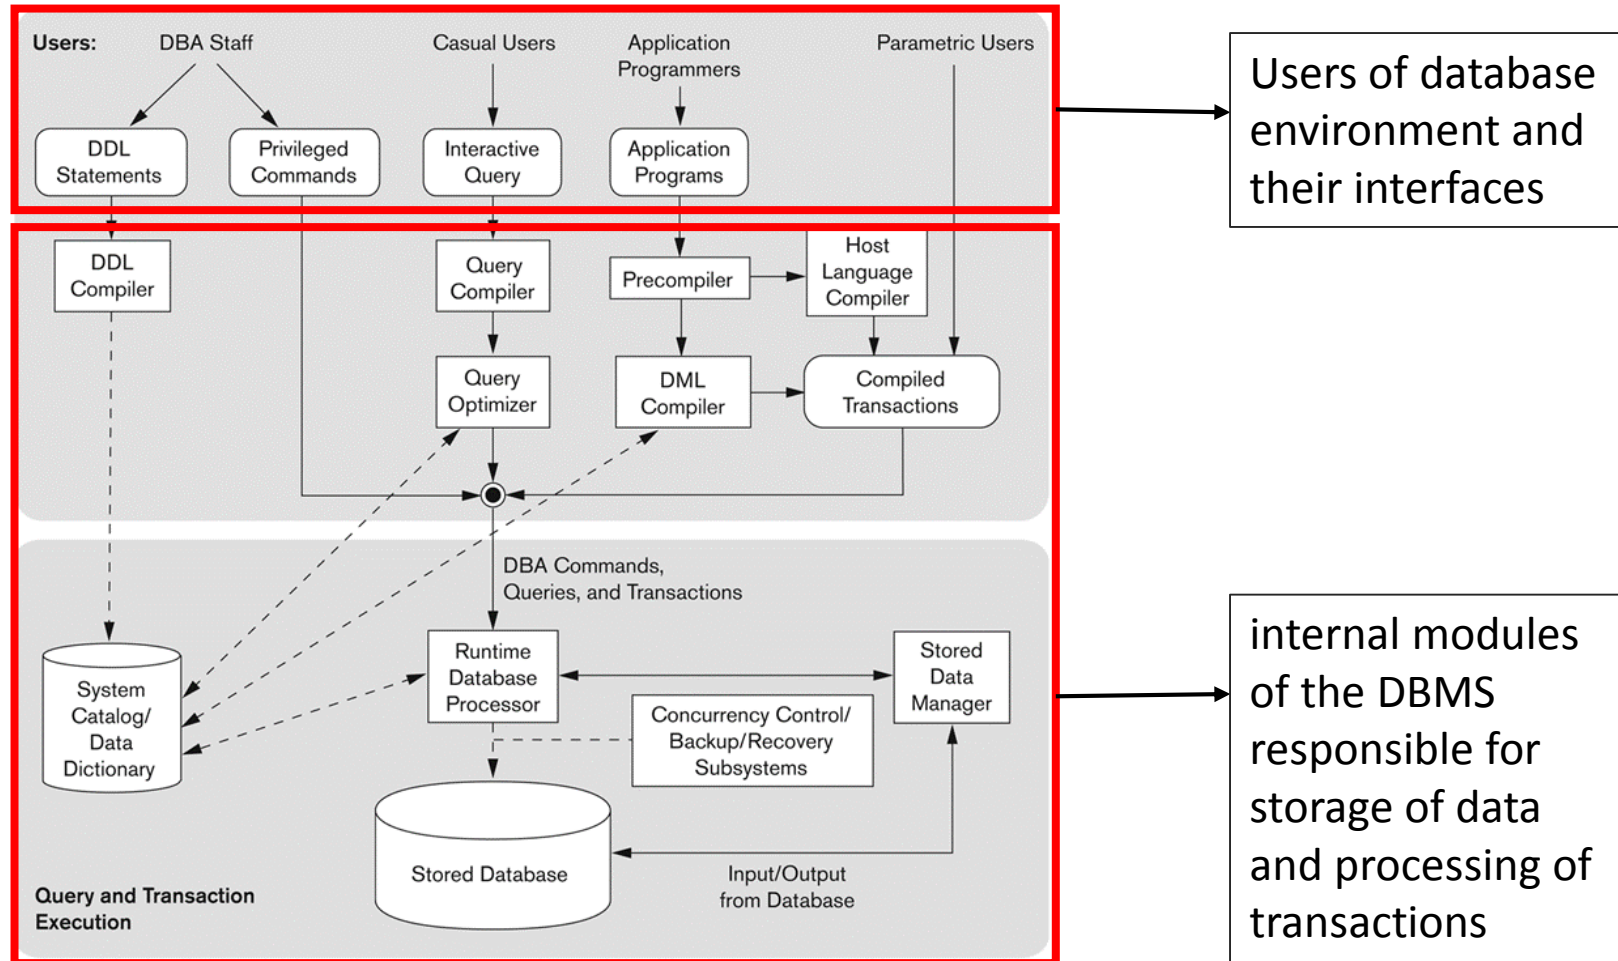 Users:
DBA Staff
Casual Users
Application
Programmers
Parametric Users
DDL
Statements
Privileged
Commands
Interactive
Query
Application
Programs
Users of database
environment and
their interfaces
DDL
Compiler
Query
Compiler
Precompiler
Host
Language
Compiler
Query
Optimizer
DML
Compiler
Compiled
Transactions
DBA Commands,
Queries, and Transactions
System
Catalog/
Data
Dictionary
Runtime
Database
Processor
Stored
Data
Manager
Concurrency Control/
Backup/Recovery
Subsystems
Stored Database
Input/Output
from Database
Query and Transaction
Execution
internal modules
of the DBMS
responsible for
storage of data
and processing of
transactions